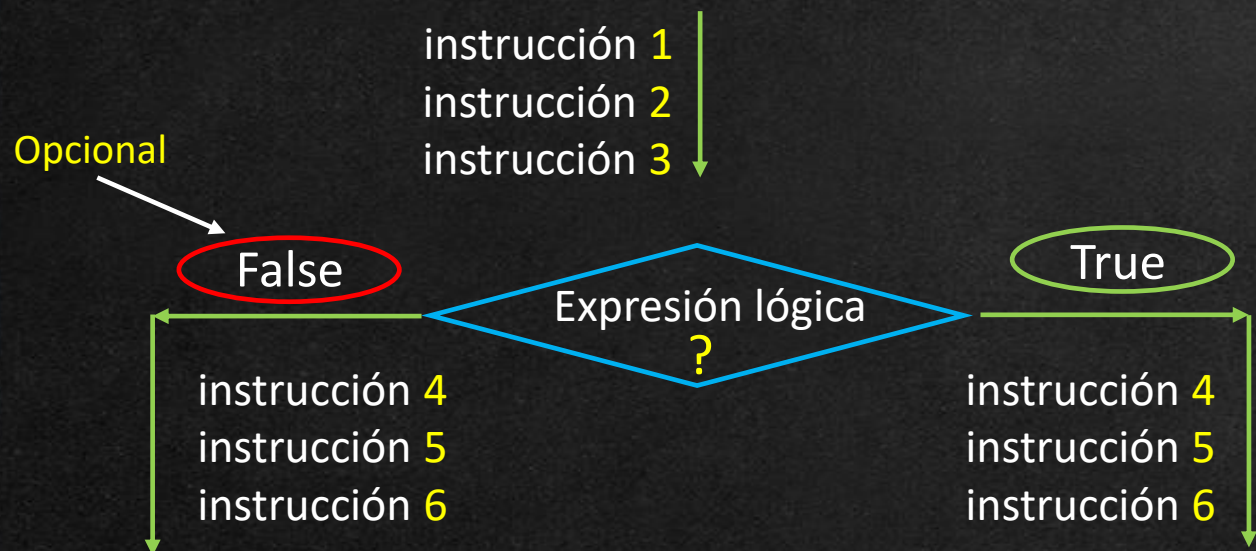 instrucción 1
instrucción 2
instrucción 3
Opcional
False
Expresión lógica
?
True
instrucción 4
instrucción 5
instrucción 6
instrucción 4
instrucción 5
instrucción 6